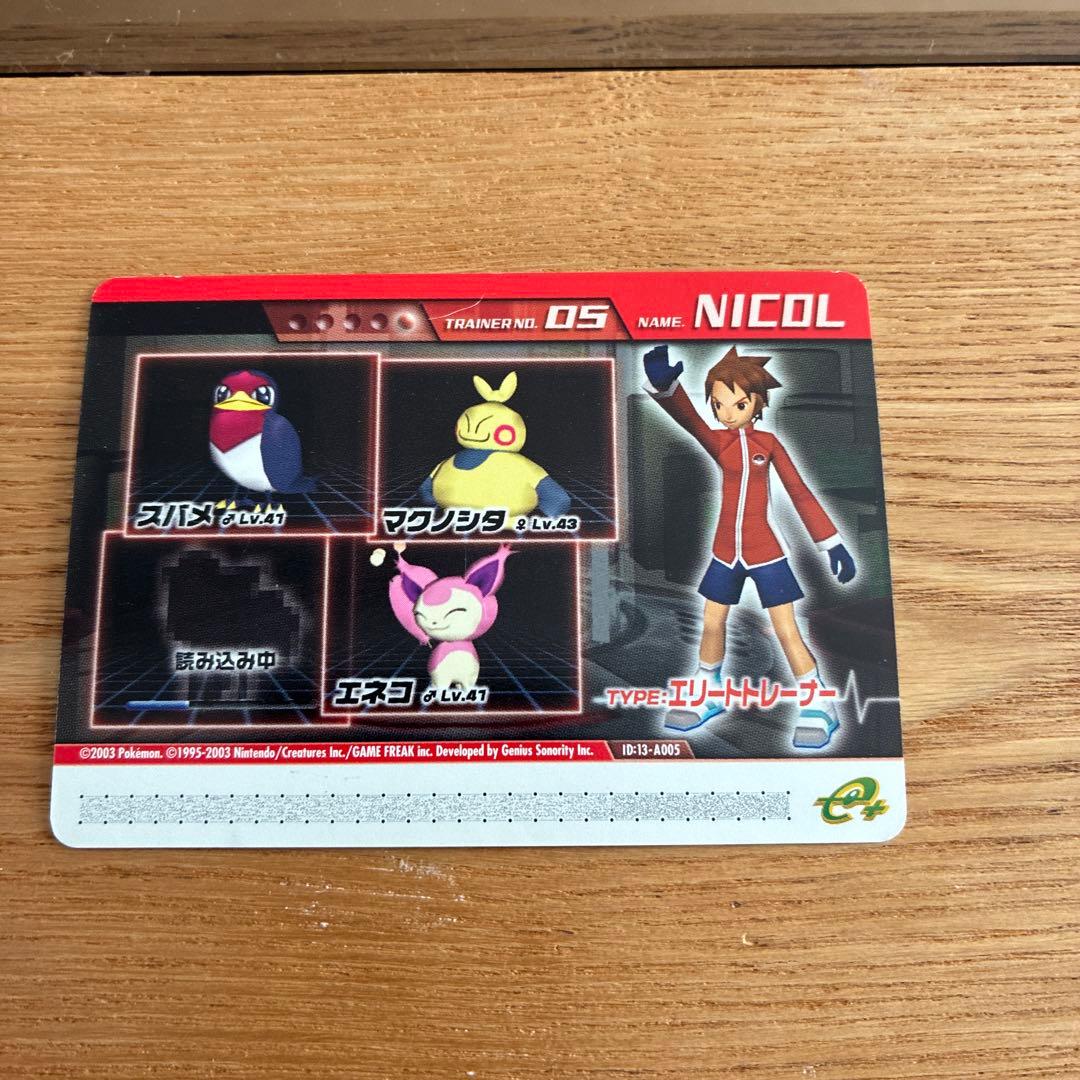 TRAINER NO. 05 NAME. NICOL
スバメ ♂ Lv.41
マクノシタ ♀ Lv.43
読み込み中
エネコ ♂ Lv.41
TYPE:エリートトレーナー
©2003 Pokémon. ©1995-2003 Nintendo/Creatures Inc./GAME FREAK inc. Developed by Genius Sonority Inc. ID:13-A005
e+